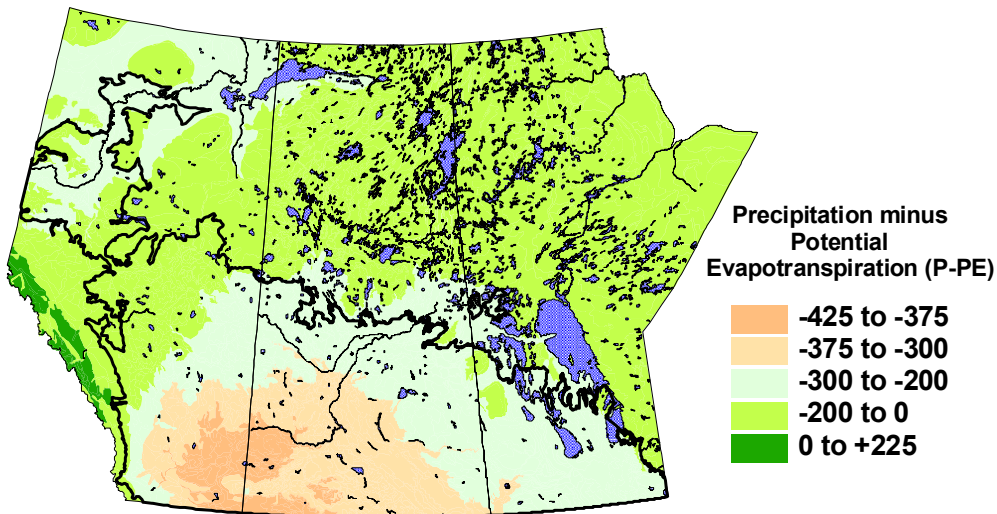 Precipitation minus
Potential
Evapotranspiration (P-PE)
-425 to -375
-375 to -300
-300 to -200
-200 to 0
0 to +225